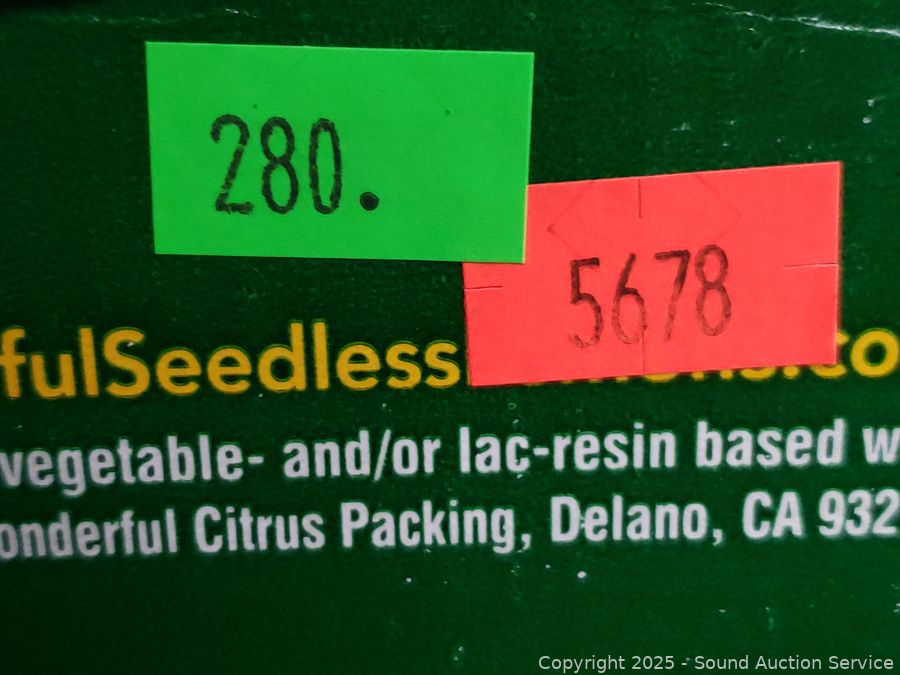 280.
5678
fulSeedless
vegetable- and/or lac-resin based w
onderful Citrus Packing, Delano, CA 932
Copyright 2025 - Sound Auction Service